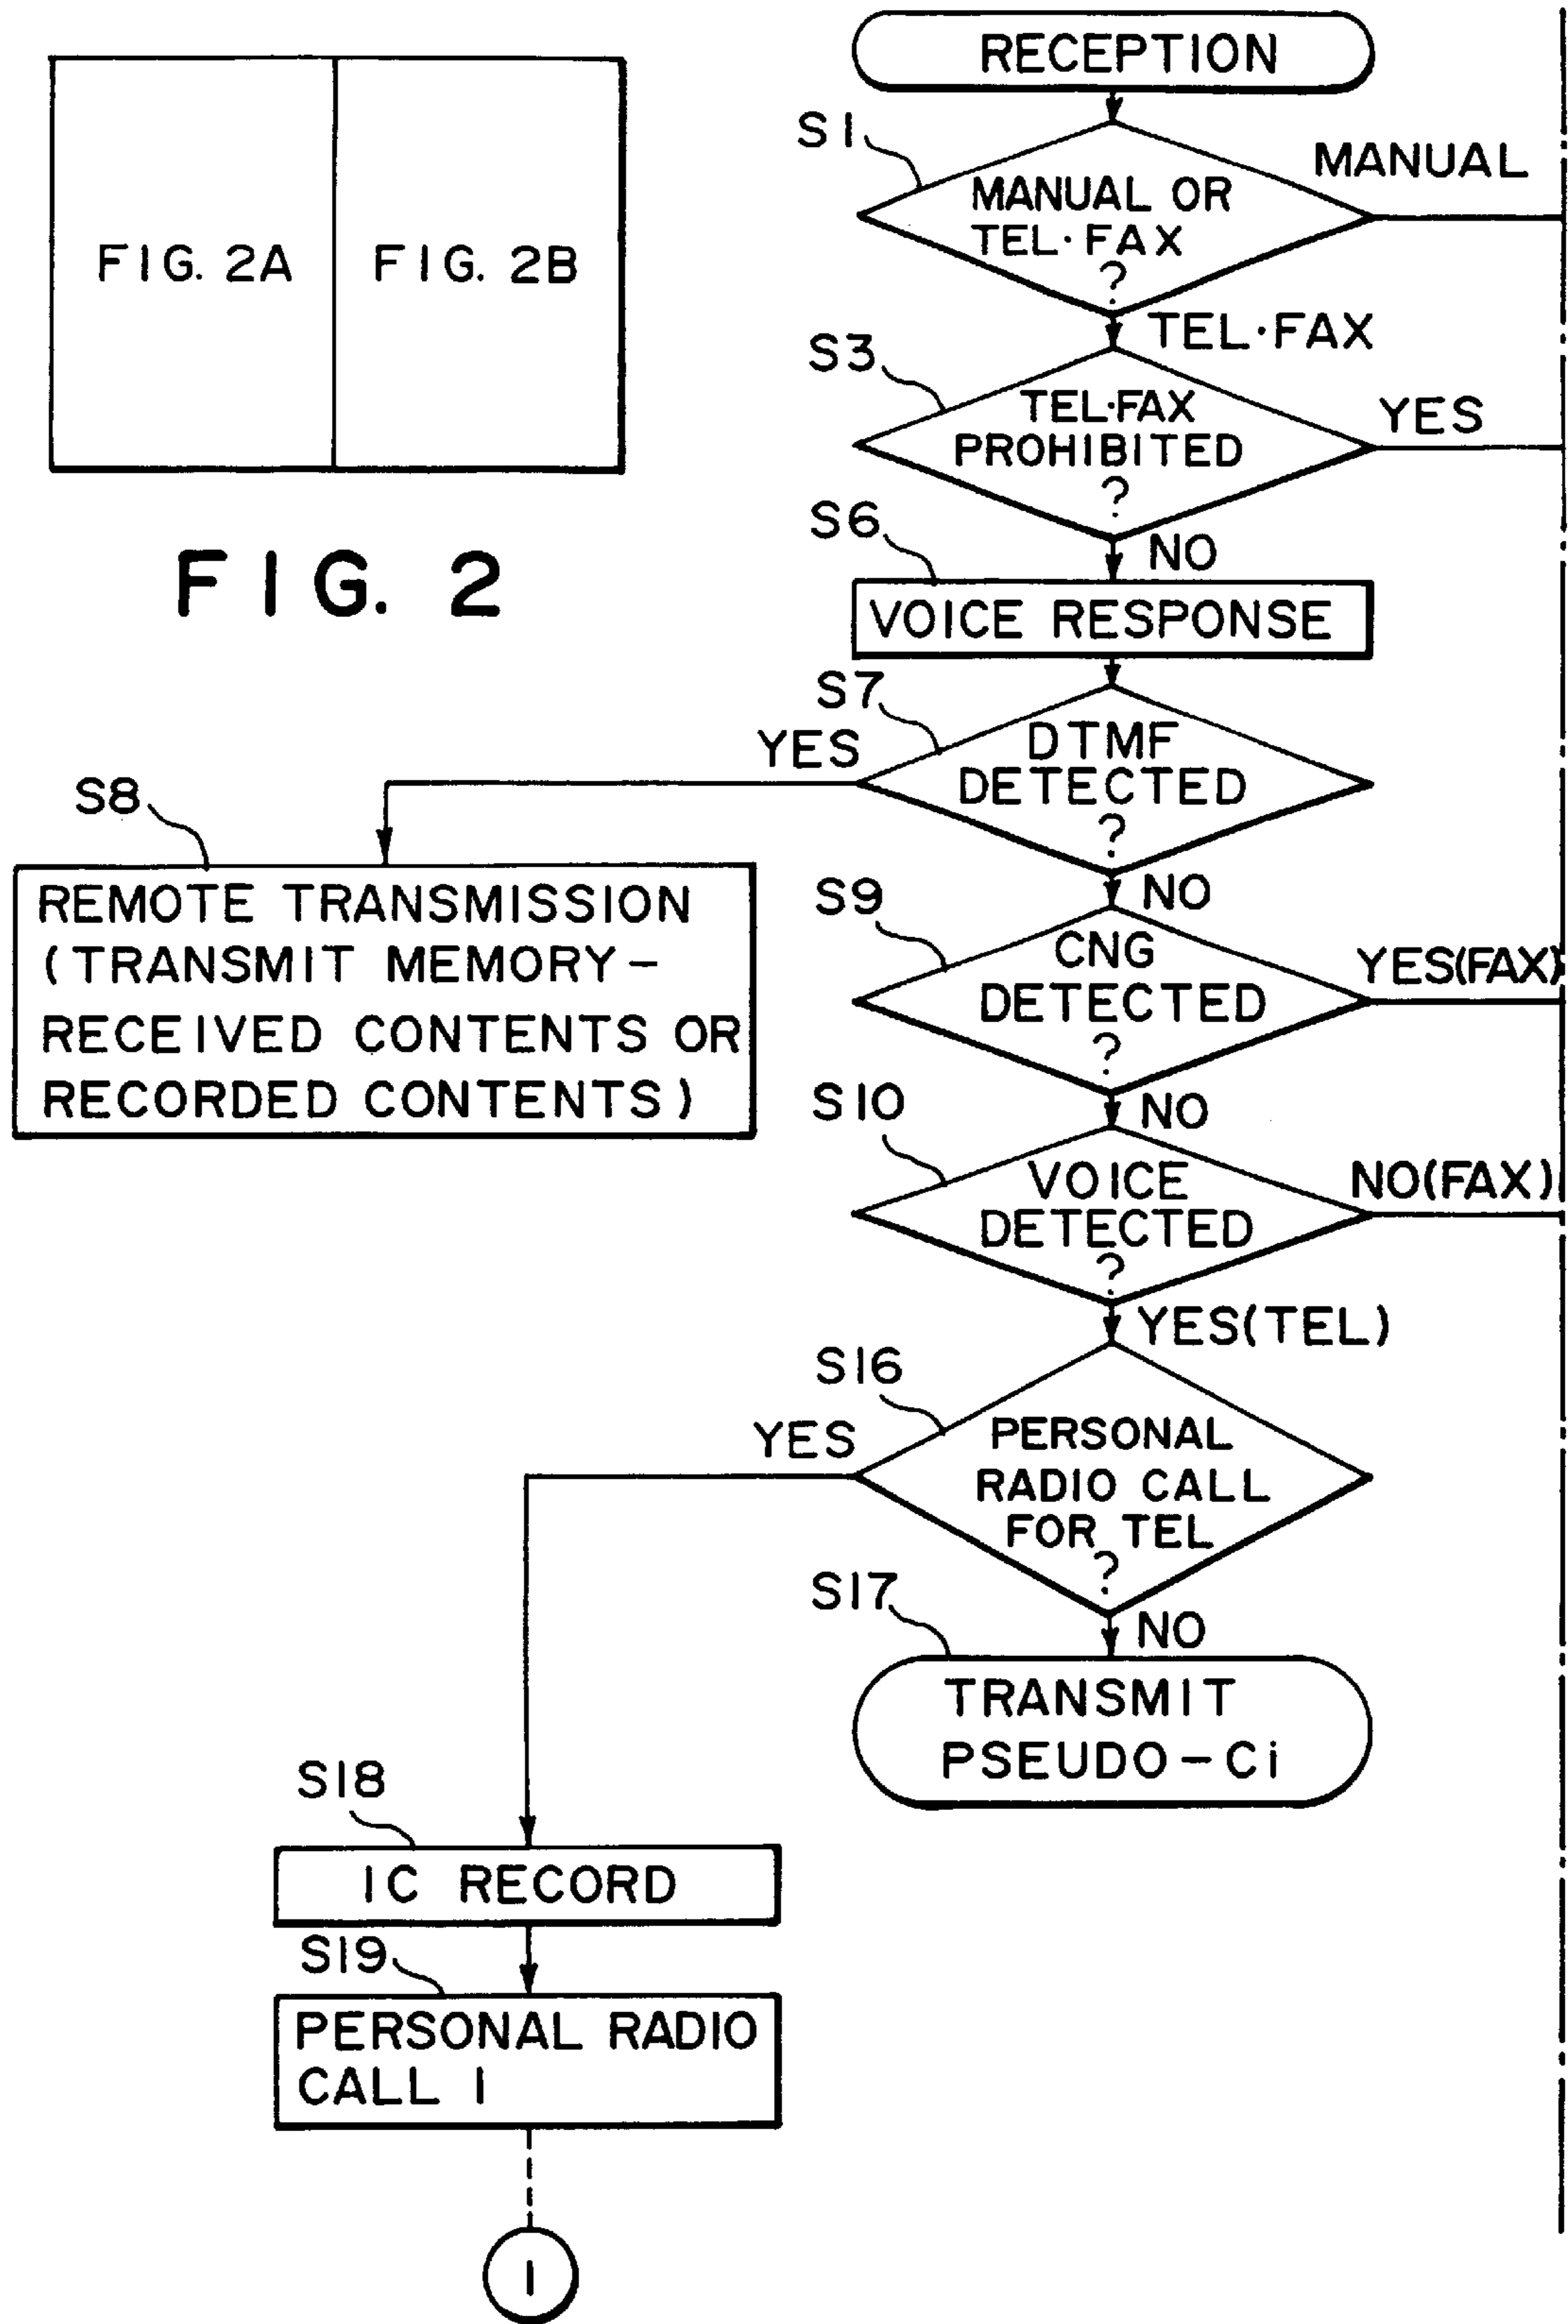 FIG. 2A
FIG. 2B
FIG. 2
RECEPTION
S1
MANUAL OR
TEL·FAX
?
MANUAL
TEL·FAX
S3
TEL·FAX
PROHIBITED
?
YES
NO
S6
VOICE RESPONSE
S7
DTMF
DETECTED
?
YES
S8
REMOTE TRANSMISSION
(TRANSMIT MEMORY-
RECEIVED CONTENTS OR
RECORDED CONTENTS)
NO
S9
CNG
DETECTED
?
YES(FAX)
NO
S10
VOICE
DETECTED
?
NO(FAX)
YES(TEL)
S16
PERSONAL
RADIO CALL
FOR TEL
?
YES
NO
S17
TRANSMIT
PSEUDO-Ci
S18
IC RECORD
S19
PERSONAL RADIO
CALL 1
1